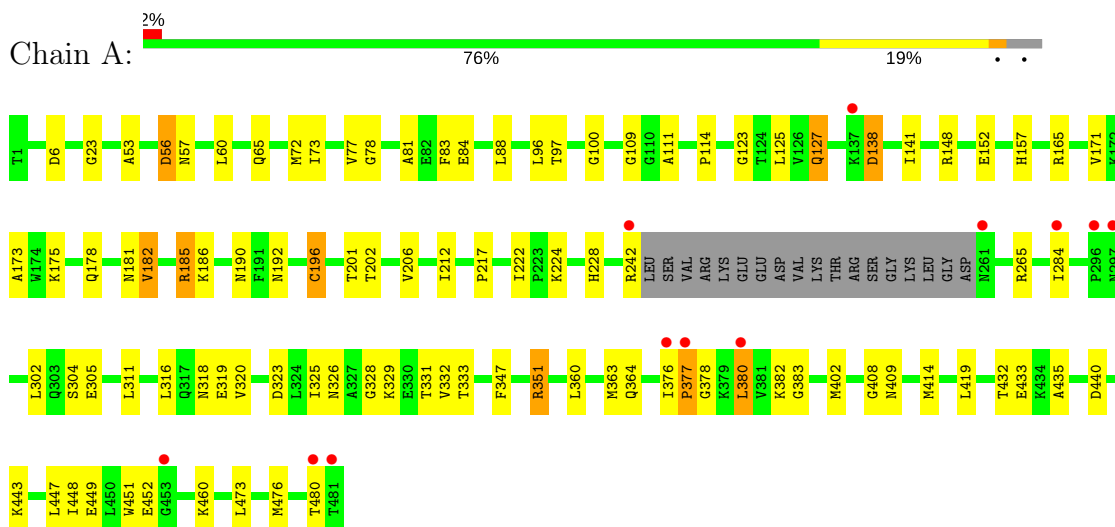 2%
Chain A:
76% 19% • •
T1 D6 G23 A53 D56 N57 L60 Q65 M72 I73 V77 G78 A81 E82 F83 E84 L88 L96 T97 G100 G109 G110 A111 P114 G123 T124 L125 V126 Q127 K137 D138 I141 R148 E152 H157 R165 V171 K172
A173 W174 K175 Q178 N181 V182 R185 K186 N190 F191 N192 C196 T201 T202 V206 I212 P217 I222 P223 K224 H228 R242 LEU SER VAL ARG LYS GLU GLU ASP VAL LYS THR ARG SER GLY LYS LYS LEU GLY ASP N261 R265 I284 P296 N297
L302 Q303 S304 E305 L311 L316 Q317 N318 E319 V320 D323 L324 I325 N326 A327 G328 K329 E330 T331 V332 T333 F347 R351 L360 M363 Q364 I376 P377 G378 K379 L380 V381 K382 G383 M402 G408 N409 M414 L419 T432 E433 K434 A435 D440
K443 L447 I448 E449 L450 W451 E452 G453 K460 L473 M476 T480 T481